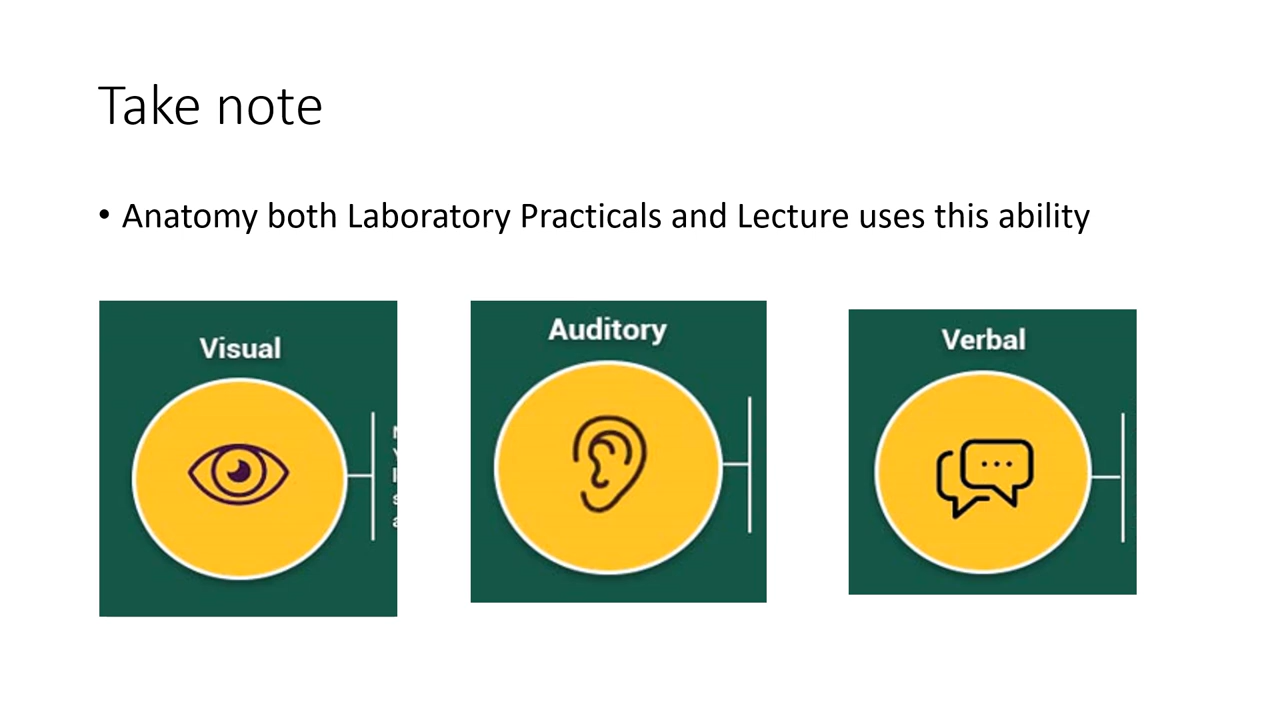 Take note
• Anatomy both Laboratory Practicals and Lecture uses this ability
Visual
Auditory
Verbal